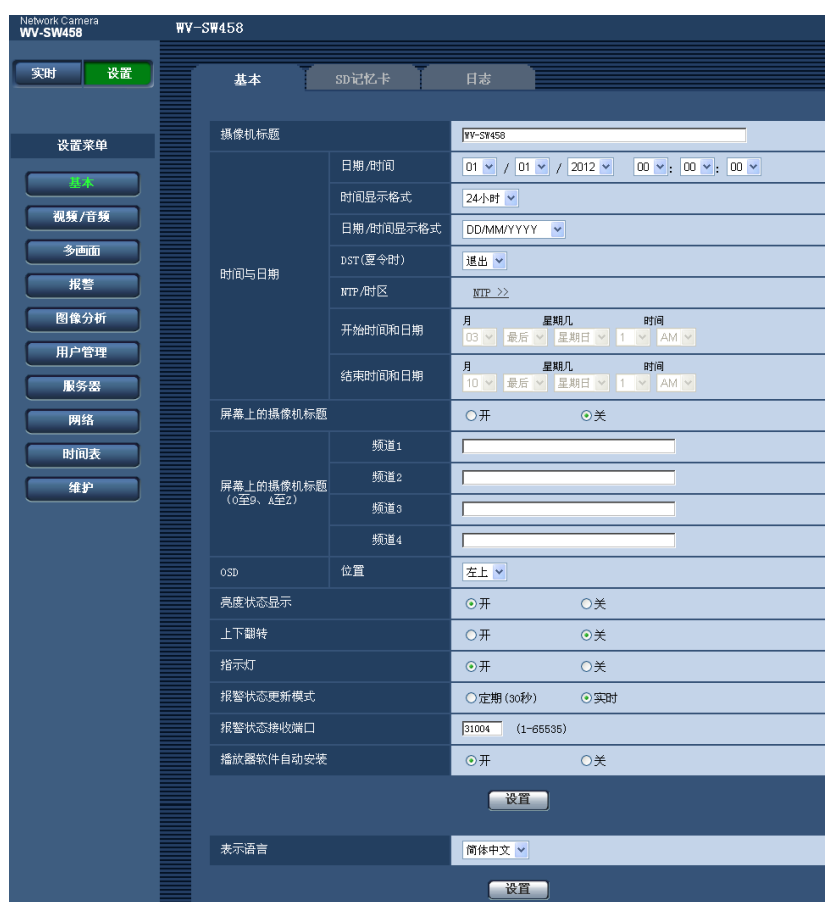 Network Camera
WV-SW458
WV-SW458
实时 设置
基本 SD记忆卡 日志
设置菜单
基本
视频/音频
多画面
报警
图像分析
用户管理
服务器
网络
时间表
维护
摄像机标题 WV-SW458
时间与日期
日期/时间 01 / 01 / 2012 00 : 00 : 00
时间显示格式 24小时
日期/时间显示格式 DD/MM/YYYY
DST(夏令时) 退出
NTP/时区 NTP >>
开始时间和日期
月 星期几 时间
03 最后 星期日 1 AM
结束时间和日期
月 星期几 时间
10 最后 星期日 1 AM
屏幕上的摄像机标题 开 关
屏幕上的摄像机标题
(0至9、A至Z)
频道1
频道2
频道3
频道4
OSD 位置 左上
亮度状态显示 开 关
上下翻转 开 关
指示灯 开 关
报警状态更新模式 定期(30秒) 实时
报警状态接收端口 31004 (1-65535)
播放器软件自动安装 开 关
设置
表示语言 简体中文
设置